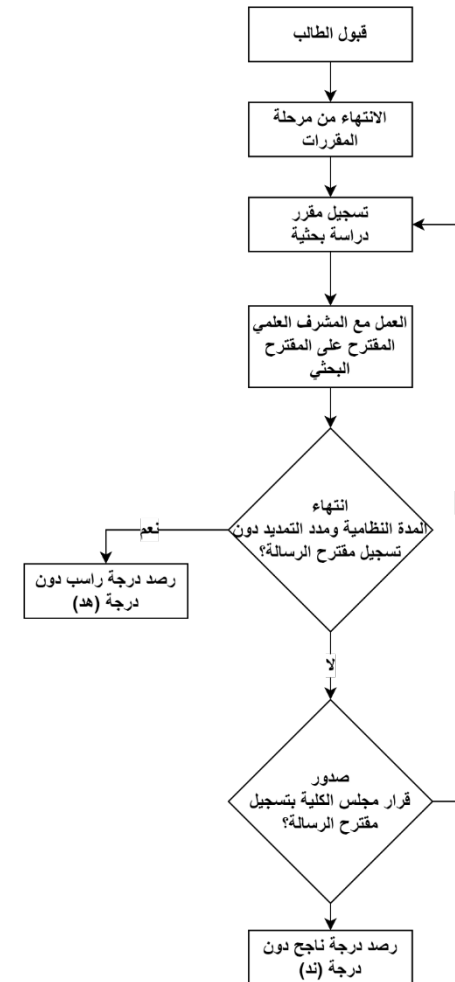 قبول الطالب
الانتهاء من مرحلة
المقررات
تسجيل مقرر
دراسة بحثية
العمل مع المشرف العلمي
المقترح على المقترح
البحثي
انتهاء
المدة النظامية ومدد التمديد دون
تسجيل مقترح الرسالة؟
نعم
رصد درجة راسب دون
درجة (هد)
لا
صدور
قرار مجلس الكلية بتسجيل
مقترح الرسالة؟
رصد درجة ناجح دون
درجة (ند)